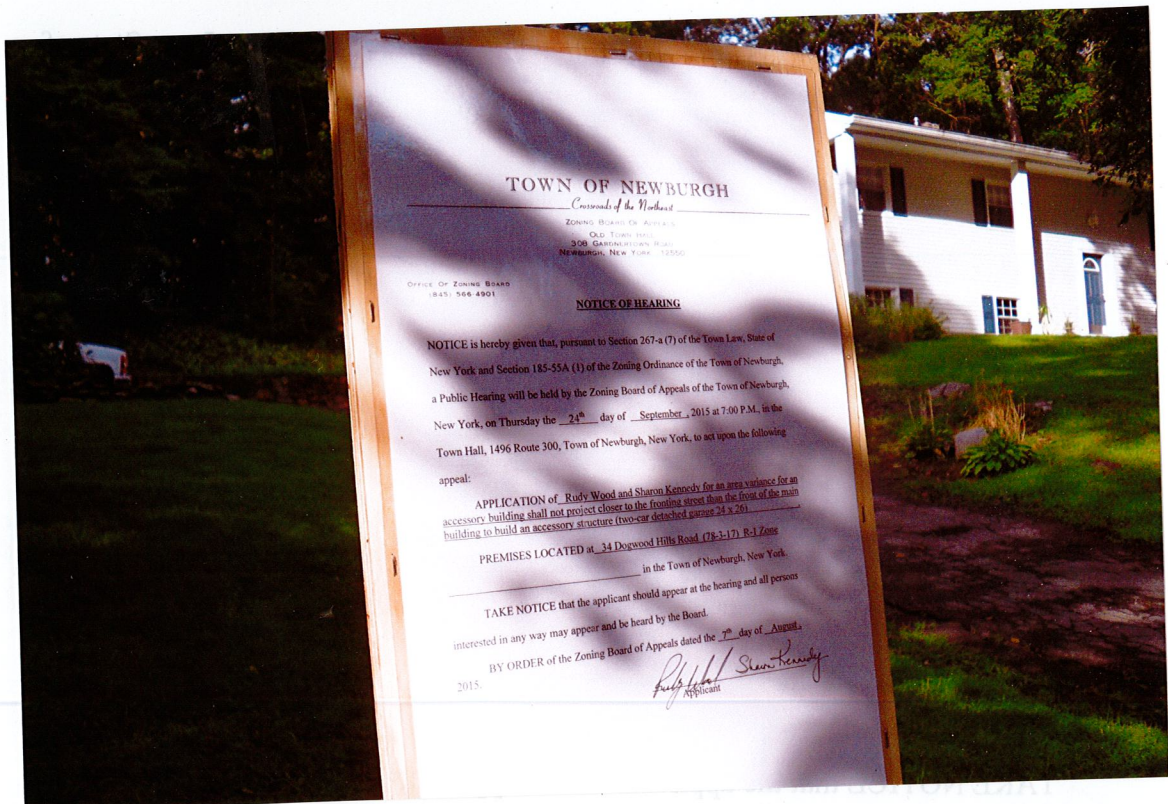 TOWN OF NEWBURGH
Crossroads of the Northeast
ZONING BOARD OF APPEALS
OLD TOWN HALL
308 GARDNERTOWN ROAD
NEWBURGH, NEW YORK 12550
OFFICE OF ZONING BOARD
(845) 566-4901
NOTICE OF HEARING
NOTICE is hereby given that, pursuant to Section 267-a (7) of the Town Law, State of
New York and Section 185-55A (1) of the Zoning Ordinance of the Town of Newburgh,
a Public Hearing will be held by the Zoning Board of Appeals of the Town of Newburgh,
New York, on Thursday the 24th day of September, 2015 at 7:00 P.M., in the
Town Hall, 1496 Route 300, Town of Newburgh, New York, to act upon the following
appeal:
APPLICATION of Rudy Wood and Sharon Kennedy for an area variance for an
accessory building shall not project closer to the fronting street than the front of the main
building to build an accessory structure (two-car detached garage 24 x 26)
PREMISES LOCATED at 34 Dogwood Hills Road (78-3-17) R-1 Zone
in the Town of Newburgh, New York.
TAKE NOTICE that the applicant should appear at the hearing and all persons
interested in any way may appear and be heard by the Board.
BY ORDER of the Zoning Board of Appeals dated the 7th day of August,
2015.
Sharon Kennedy
Applicant